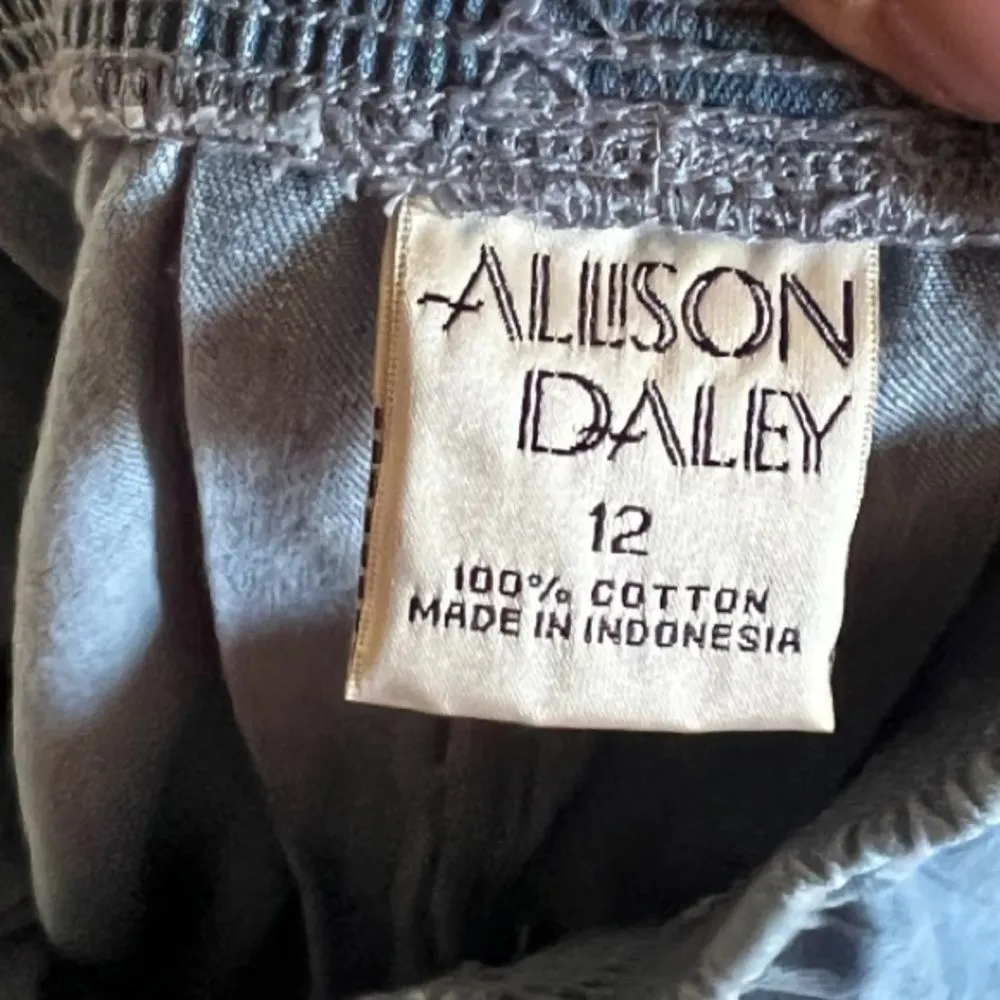 ALLISON
DALEY
12
100% COTTON
MADE IN INDONESIA